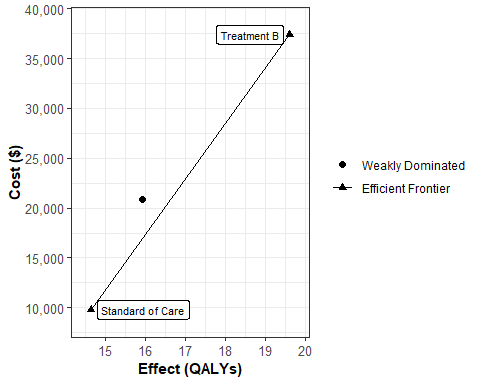 40,000
35,000
30,000
25,000
20,000
15,000
10,000
Cost ($)
Treatment B
Standard of Care
15 16 17 18 19 20
Effect (QALYs)
Weakly Dominated
Efficient Frontier